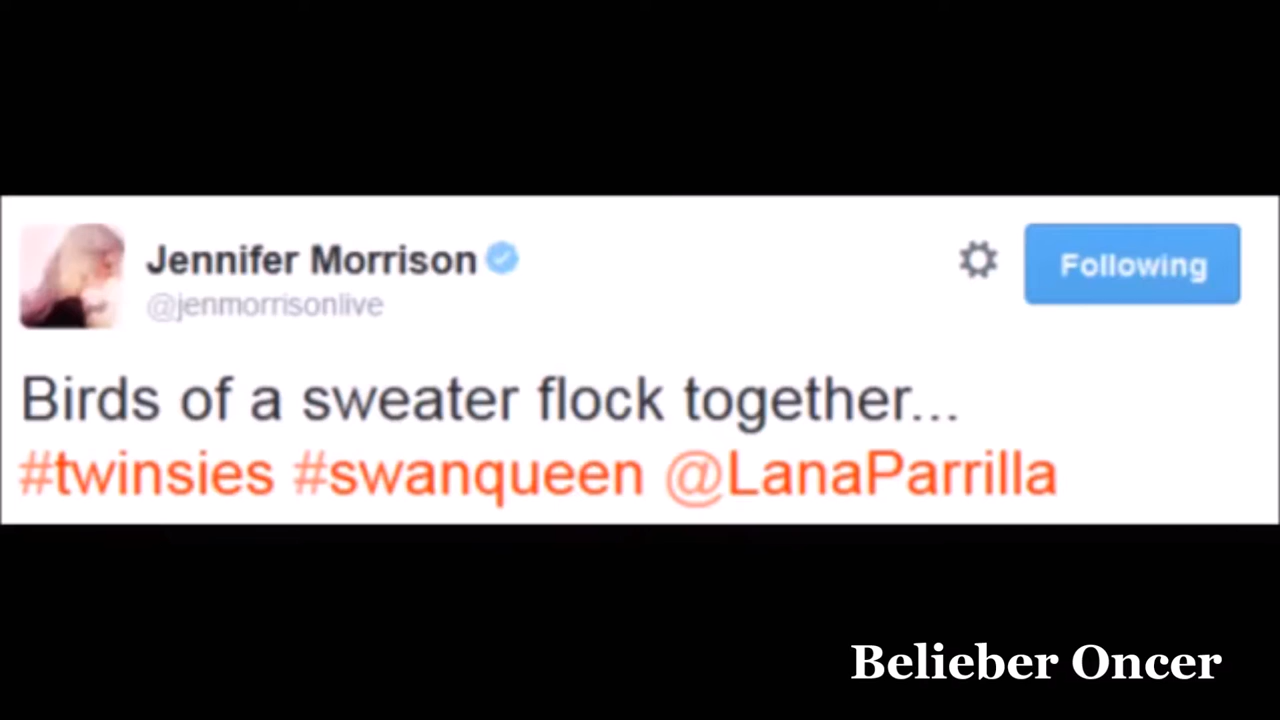 Jennifer Morrison
@jenmorrisonlive
Following
Birds of a sweater flock together...
#twinsies #swanqueen @LanaParrilla
Belieber Oncer